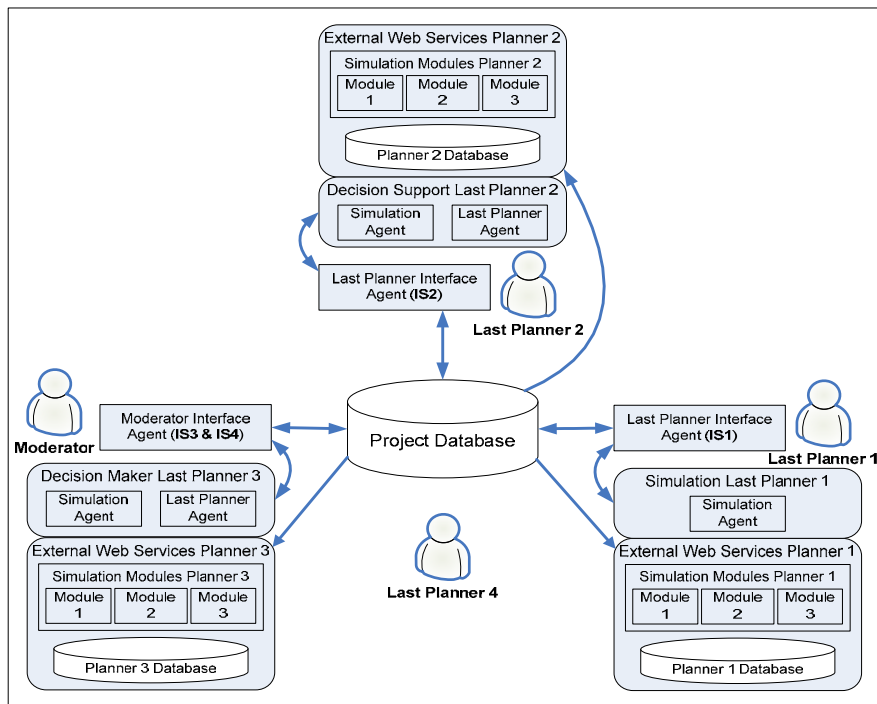 External Web Services Planner 2
Simulation Modules Planner 2
Module
1
Module
2
Module
3
Planner 2 Database
Decision Support Last Planner 2
Simulation
Agent
Last Planner
Agent
Last Planner Interface
Agent (IS2)
Last Planner 2
Moderator
Moderator Interface
Agent (IS3 & IS4)
Project Database
Last Planner Interface
Agent (IS1)
Last Planner 1
Decision Maker Last Planner 3
Simulation
Agent
Last Planner
Agent
External Web Services Planner 3
Simulation Modules Planner 3
Module
1
Module
2
Module
3
Planner 3 Database
Last Planner 4
Simulation Last Planner 1
Simulation
Agent
External Web Services Planner 1
Simulation Modules Planner 1
Module
1
Module
2
Module
3
Planner 1 Database